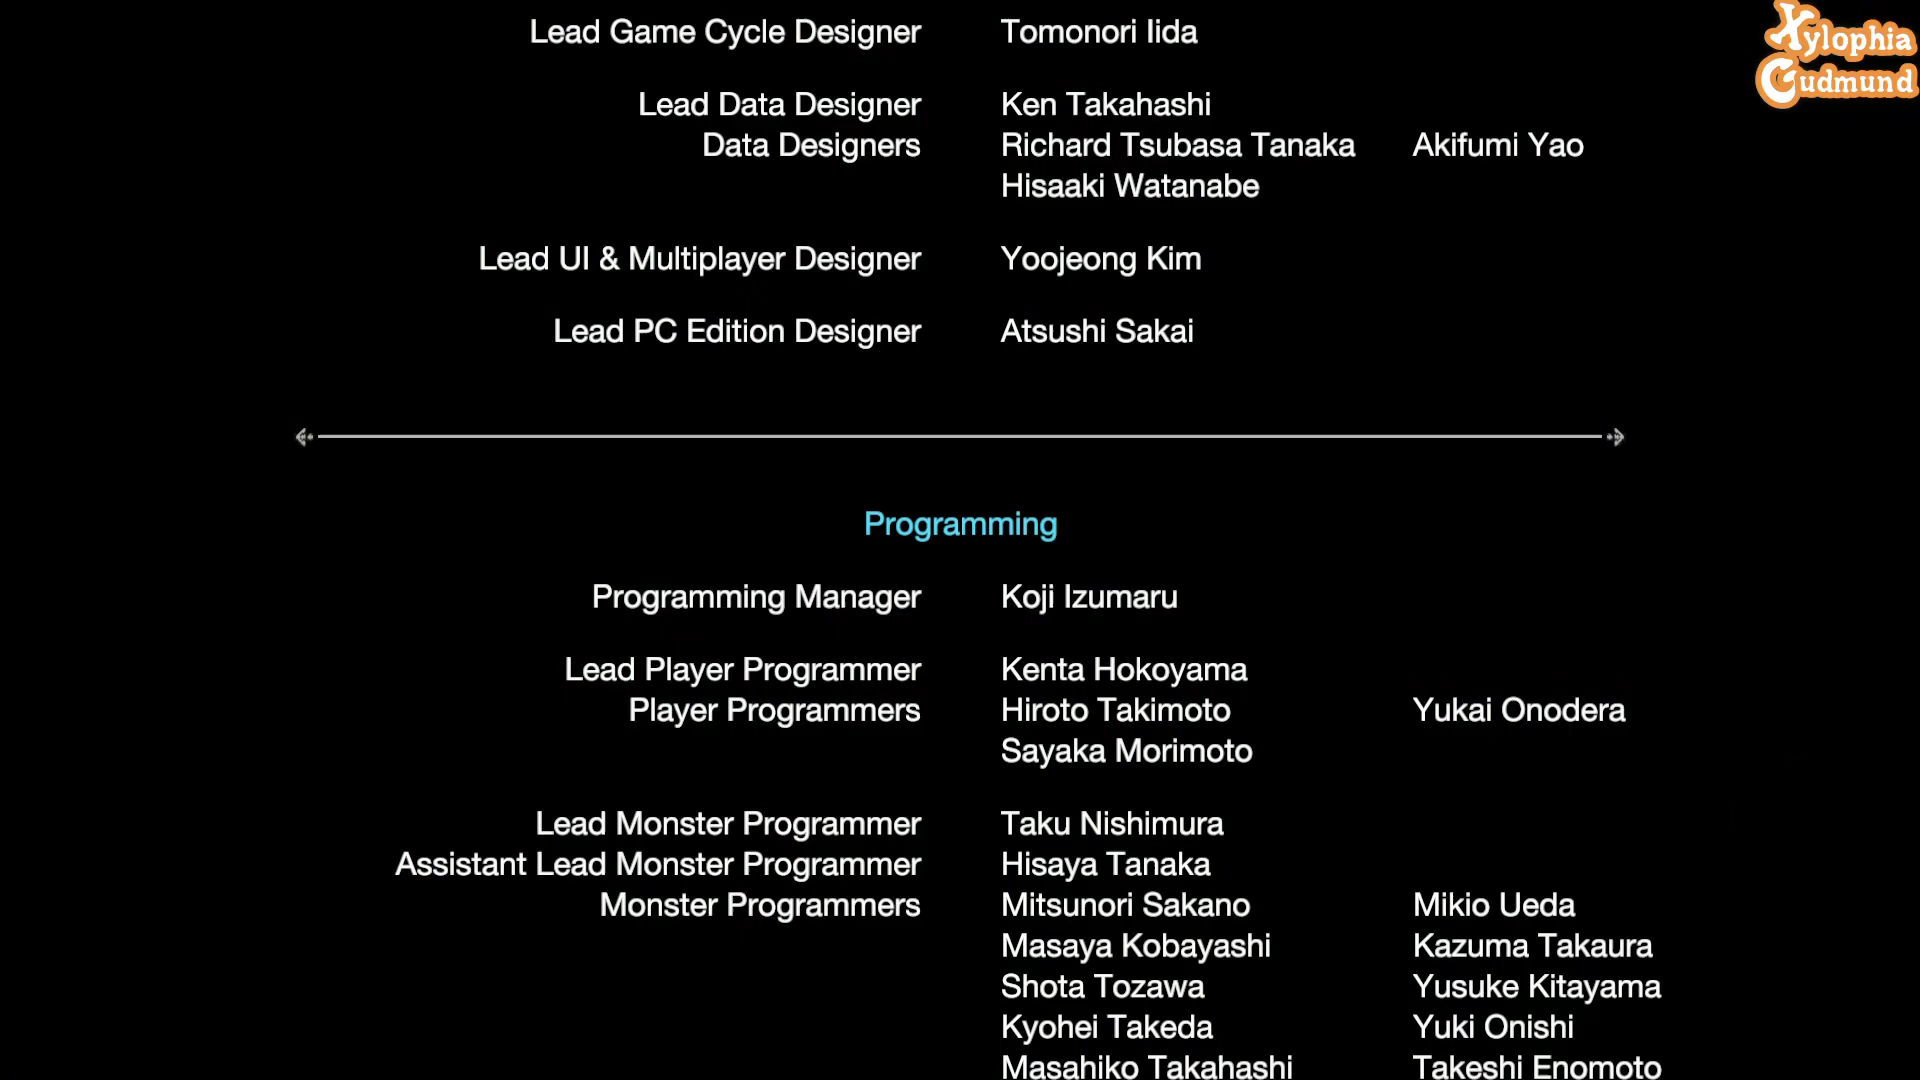 Lead Game Cycle Designer Tomonori Iida
Xylophia
Gudmund
Lead Data Designer Ken Takahashi
Data Designers Richard Tsubasa Tanaka Akifumi Yao
Hisaaki Watanabe
Lead UI & Multiplayer Designer Yoojeong Kim
Lead PC Edition Designer Atsushi Sakai
Programming
Programming Manager Koji Izumaru
Lead Player Programmer Kenta Hokoyama
Player Programmers Hiroto Takimoto Yukai Onodera
Sayaka Morimoto
Lead Monster Programmer Taku Nishimura
Assistant Lead Monster Programmer Hisaya Tanaka
Monster Programmers Mitsunori Sakano Mikio Ueda
Masaya Kobayashi Kazuma Takaura
Shota Tozawa Yusuke Kitayama
Kyohei Takeda Yuki Onishi
Masahiko Takahashi Takeshi Enomoto